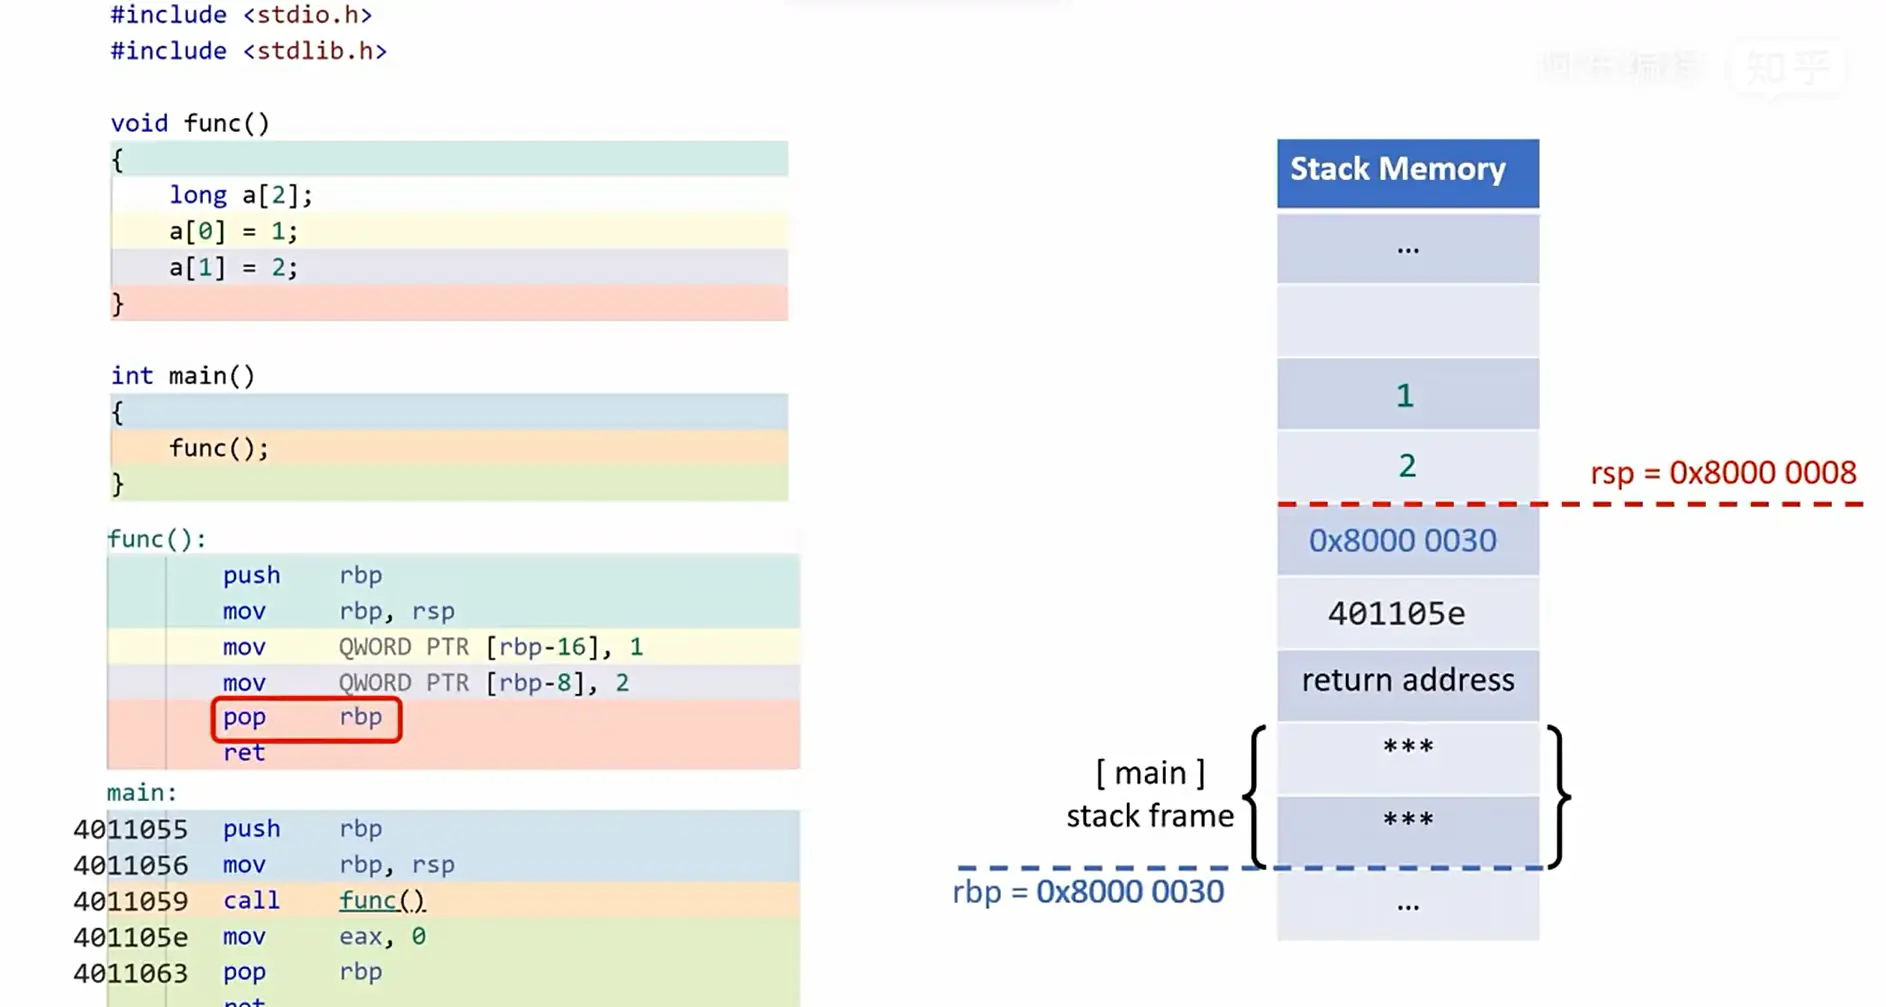 #include <stdio.h>
#include <stdlib.h>
void func()
{
long a[2];
a[0] = 1;
a[1] = 2;
}
int main()
{
func();
}
func():
push rbp
mov rbp, rsp
mov QWORD PTR [rbp-16], 1
mov QWORD PTR [rbp-8], 2
pop rbp
ret
main:
4011055 push rbp
4011056 mov rbp, rsp
4011059 call func()
401105e mov eax, 0
4011063 pop rbp
ret
知乎
Stack Memory
...
1
2
rsp = 0x8000 0008
0x8000 0030
401105e
return address
***
[ main ]
stack frame
***
rbp = 0x8000 0030
...